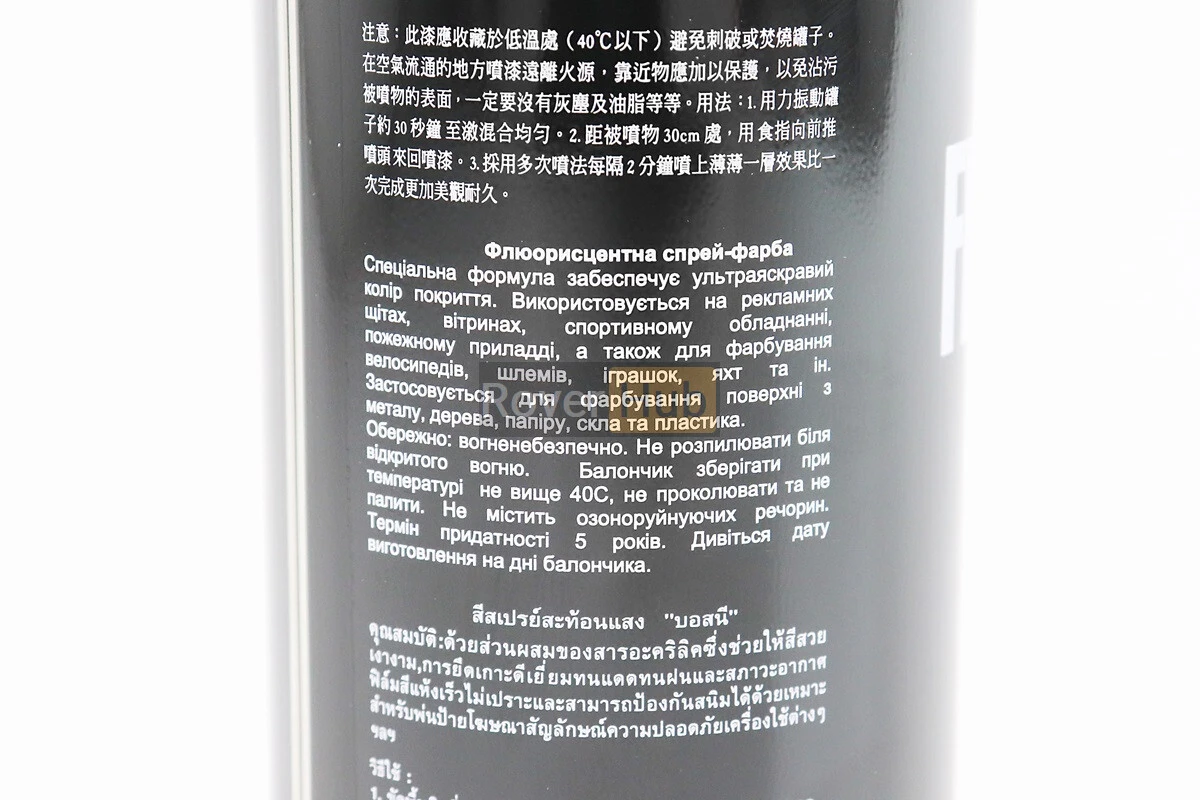 注意：此漆應收藏於低溫處（40℃以下）避免刺破或焚燒罐子。
在空氣流通的地方噴漆遠離火源，靠近物應加以保護，以免沾污
被噴物的表面，一定要沒有灰塵及油脂等等。用法：1. 用力振動罐
子約30秒鐘至激混合均匀。2. 距被噴物30cm處，用食指向前推
噴頭來回噴漆。3. 採用多次噴法每隔2分鐘噴上薄薄一層效果比一
次完成更加美觀耐久。
Флюорисцентна спрей-фарба
Спеціальна формула забеспечує ультраяскравий
колір покриття. Використовується на рекламних
щітах, вітринах, спортивному обладнанні,
пожежному приладді, а також для фарбування
велосипедів, шлемів, іграшок, яхт та ін.
Застосовується для фарбування поверхні з
металу, дерева, папіру, скла та пластика.
RoverHub
Обережно: вогненебезпечно. Не розпилювати біля
відкритого вогню. Балончик зберігати при
температурі не вище 40С, не проколювати та не
палити. Не містить озоноруйнуючих речорин.
Термін придатності 5 років. Дивіться дату
виготовлення на дні балончика.
สีสเปรย์สะท้อนแสง "บอสนี"
คุณสมบัติ:ด้วยส่วนผสมของสารอะคริลิคซึ่งช่วยให้สีสวย
เงางาม,การยึดเกาะดีเยี่ยมทนแดดทนฝนและสภาวะอากาศ
ฟิล์มสีแห้งเร็วไม่เปราะและสามารถป้องกันสนิมได้ด้วยเหมาะ
สำหรับพ่นป้ายโฆษณาสัญลักษณ์ความปลอดภัยเครื่องใช้ต่างๆ
ฯลฯ
วิธีใช้ :